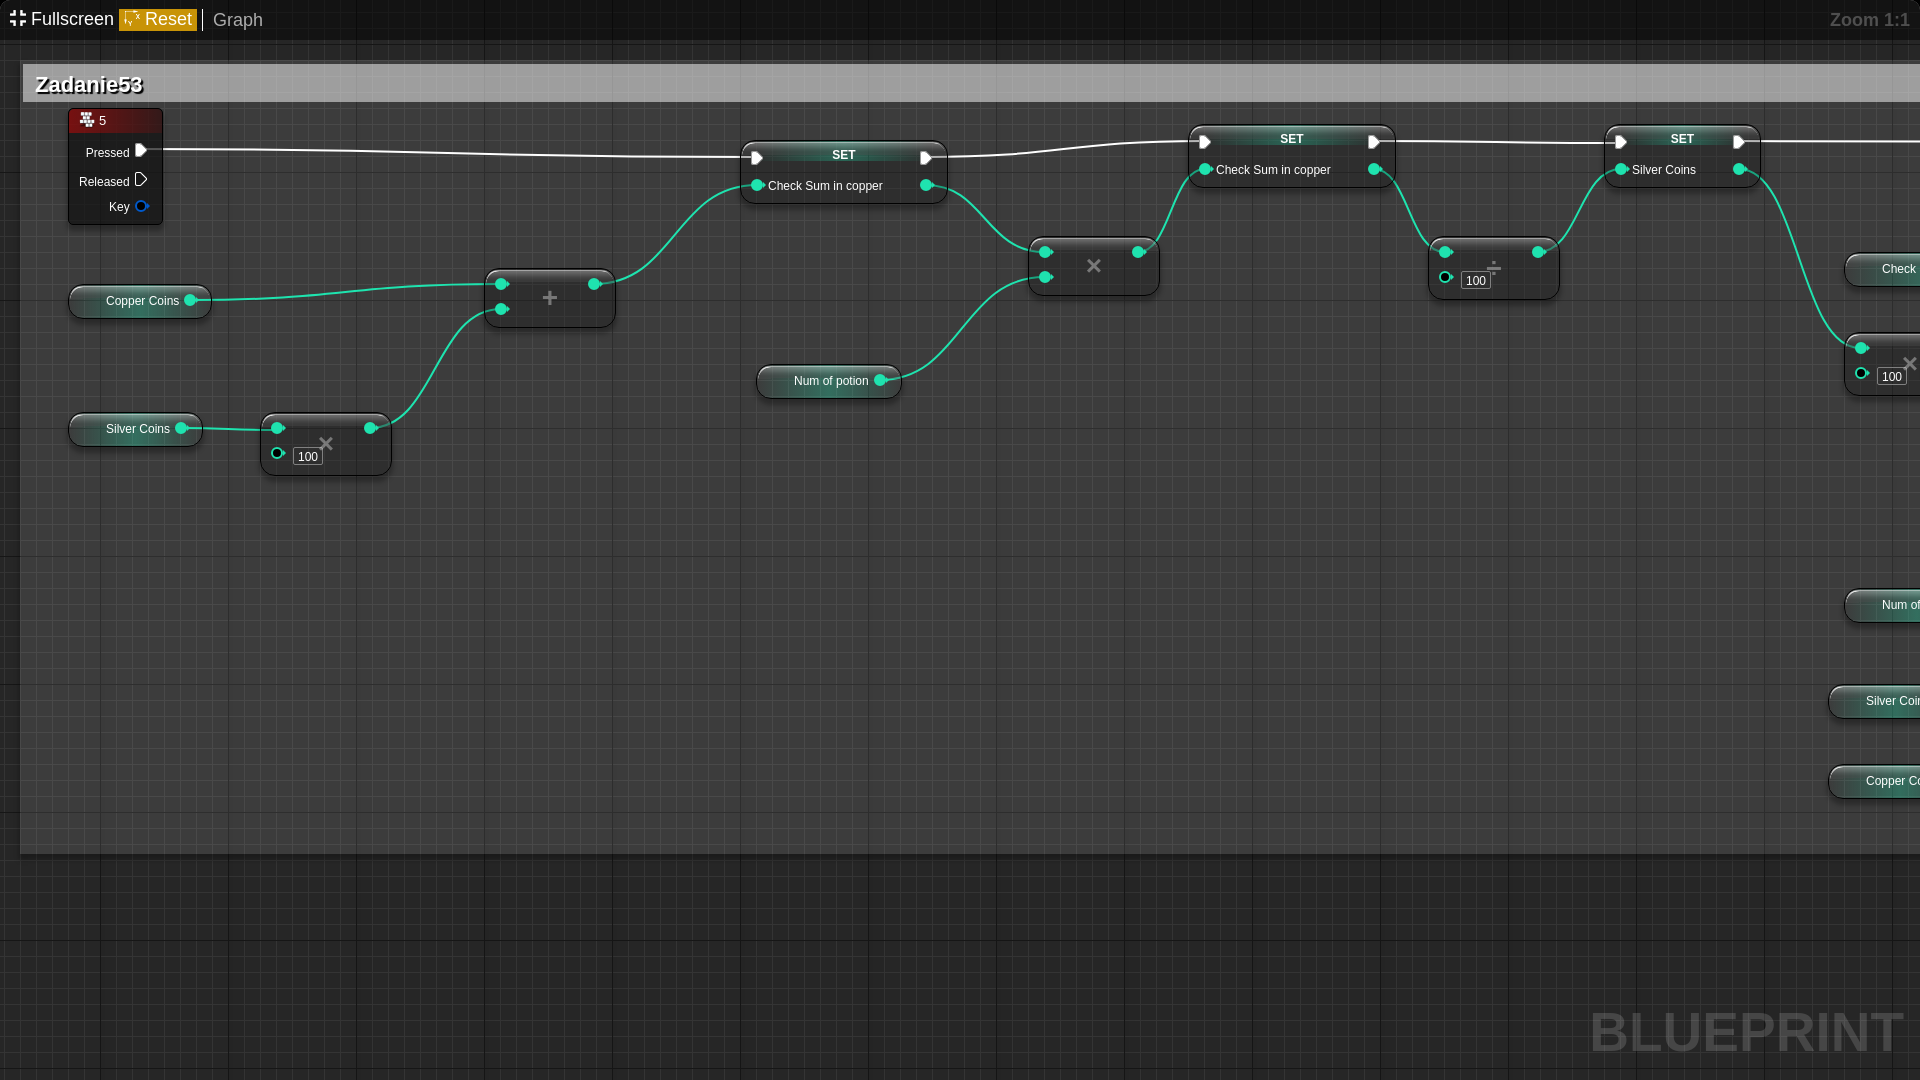 Fullscreen Reset Graph Zoom 1:1
Zadanie53
5
Pressed
Released
Key
SET
Check Sum in copper
SET
Check Sum in copper
SET
Silver Coins
Copper Coins
+
×
÷
100
Check
Num of potion
×
100
Silver Coins
×
100
Num of
Silver Coin
Copper Co
BLUEPRINT